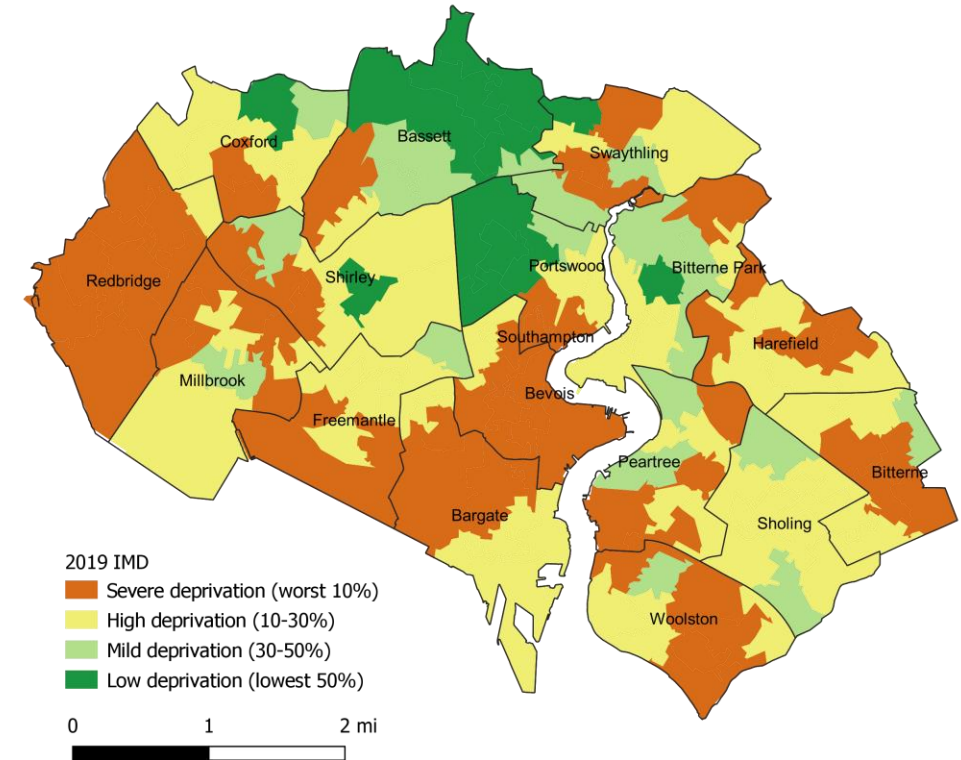 Bassett
Coxford
Swaythling
Redbridge
Shirley
Portswood
Bitterne Park
Southampton
Harefield
Millbrook
Bevois
Freemantle
Peartree
Bitterne
Bargate
Sholing
Woolston
2019 IMD
Severe deprivation (worst 10%)
High deprivation (10-30%)
Mild deprivation (30-50%)
Low deprivation (lowest 50%)
0 1 2 mi